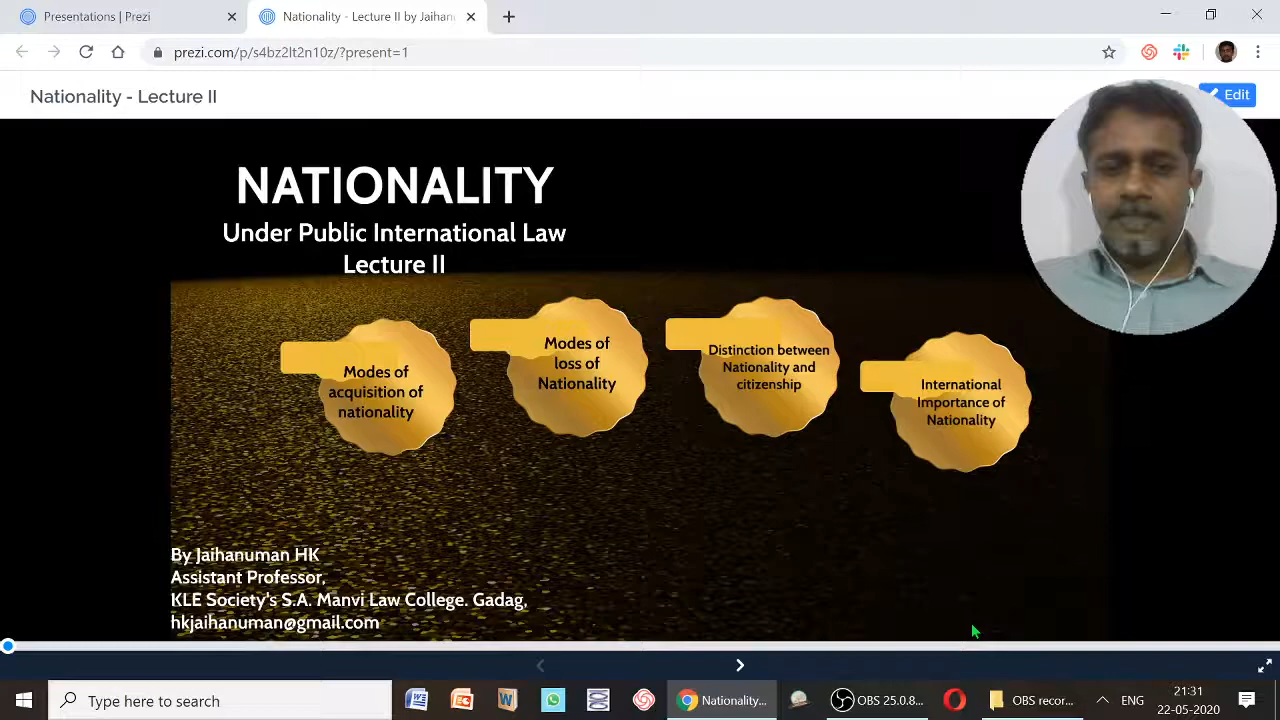 Presentations | Prezi
Nationality - Lecture II by Jaihan
prezi.com/p/s4bz2lt2n10z/?present=1
Nationality - Lecture II
Edit
NATIONALITY
Under Public International Law
Lecture II
Modes of
acquisition of
nationality
Modes of
loss of
Nationality
Distinction between
Nationality and
citizenship
International
Importance of
Nationality
By Jaihanuman HK
Assistant Professor,
KLE Society's S.A. Manvi Law College. Gadag,
hkjaihanuman@gmail.com
Type here to search
Nationality...
OBS 25.0.8...
OBS recor...
ENG
21:31
22-05-2020